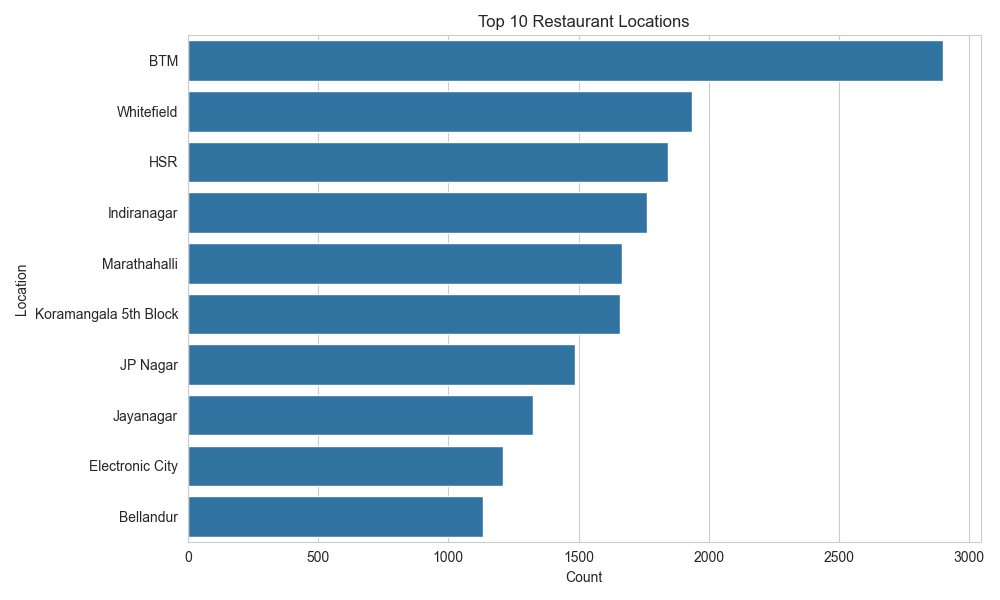 Top 10 Restaurant Locations
Location
BTM
Whitefield
HSR
Indiranagar
Marathahalli
Koramangala 5th Block
JP Nagar
Jayanagar
Electronic City
Bellandur
0 500 1000 1500 2000 2500 3000
Count